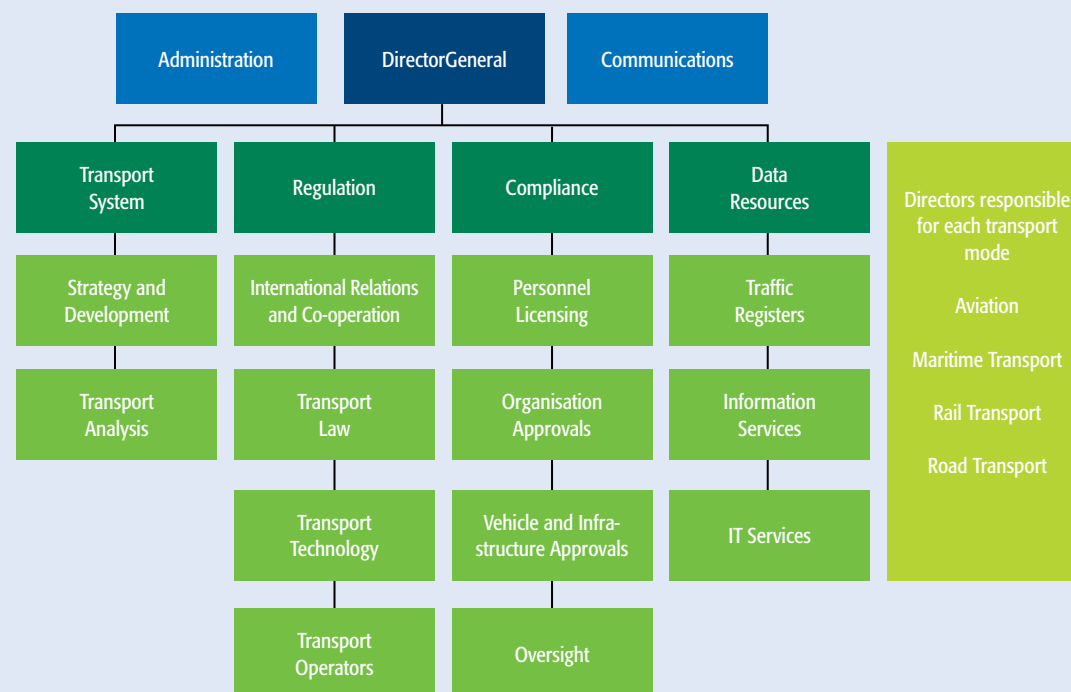 Administration
DirectorGeneral
Communications
Transport
System
Regulation
Compliance
Data
Resources
Directors responsible
for each transport
mode
Aviation
Maritime Transport
Rail Transport
Road Transport
Strategy and
Development
International Relations
and Co-operation
Personnel
Licensing
Traffic
Registers
Transport
Analysis
Transport
Law
Organisation
Approvals
Information
Services
Transport
Technology
Vehicle and Infra-
structure Approvals
IT Services
Transport
Operators
Oversight